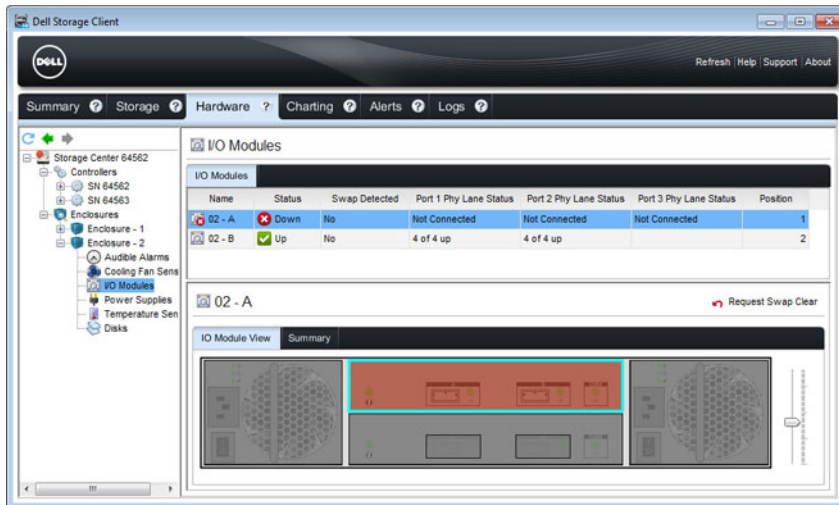 Dell Storage Client
DELL
Refresh | Help | Support | About
Summary ? Storage ? Hardware ? Charting ? Alerts ? Logs ?
Storage Center 64562
Controllers
SN 64562
SN 64563
Enclosures
Enclosure - 1
Enclosure - 2
Audible Alarms
Cooling Fan Sens
I/O Modules
Power Supplies
Temperature Sen
Disks
I/O Modules
I/O Modules
Name Status Swap Detected Port 1 Phy Lane Status Port 2 Phy Lane Status Port 3 Phy Lane Status Position
02 - A Down No Not Connected Not Connected Not Connected 1
02 - B Up No 4 of 4 up 4 of 4 up 2
02 - A
Request Swap Clear
IO Module View Summary